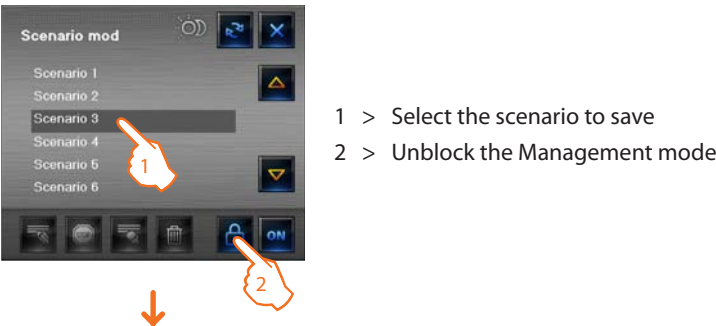 Scenario mod
Scenario 1
Scenario 2
Scenario 3
Scenario 4
Scenario 5
Scenario 6
1
ON
2
1 > Select the scenario to save
2 > Unblock the Management mode